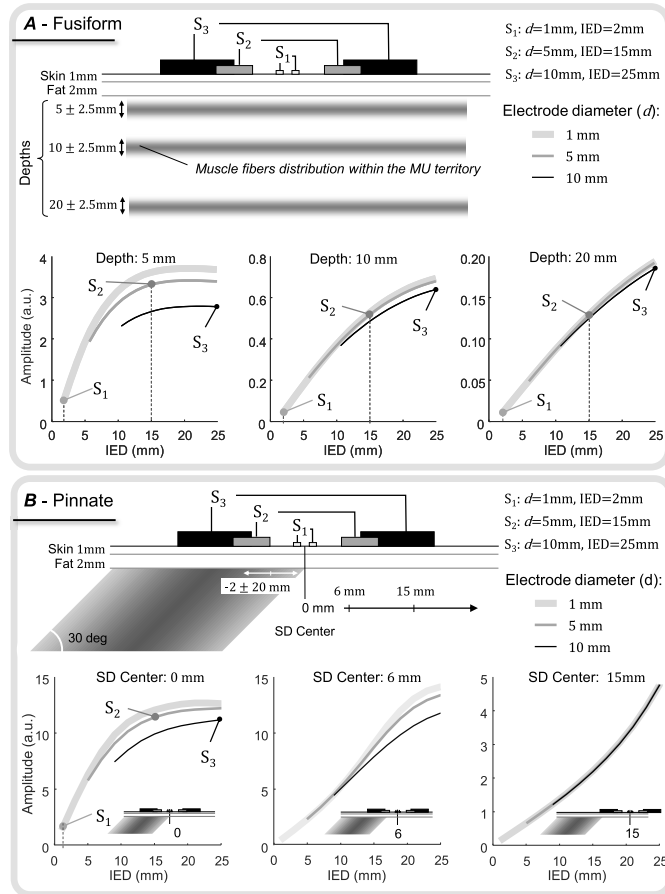 A - Fusiform
S3
S2
S1
S1: d=1mm, IED=2mm
S2: d=5mm, IED=15mm
S3: d=10mm, IED=25mm
Skin 1mm
Fat 2mm
Electrode diameter (d):
1 mm
5 mm
10 mm
Depths
5 ± 2.5mm
10 ± 2.5mm
20 ± 2.5mm
Muscle fibers distribution within the MU territory
Depth: 5 mm
Depth: 10 mm
Depth: 20 mm
Amplitude (a.u.)
4
3
2
1
0
S2
S3
S1
0 5 10 15 20 25
IED (mm)
0.8
0.6
0.4
0.2
0
S2
S3
S1
0 5 10 15 20 25
IED (mm)
0.20
0.15
0.10
0.05
0.00
S2
S3
S1
0 5 10 15 20 25
IED (mm)
B - Pinnate
S3
S2
S1
S1: d=1mm, IED=2mm
S2: d=5mm, IED=15mm
S3: d=10mm, IED=25mm
Skin 1mm
Fat 2mm
Electrode diameter (d):
1 mm
5 mm
10 mm
-2 ± 20 mm
6 mm
15 mm
0 mm
SD Center
30 deg
SD Center: 0 mm
SD Center: 6 mm
SD Center: 15mm
Amplitude (a.u.)
15
10
5
0
S2
S3
S1
0
0 5 10 15 20 25
IED (mm)
15
10
5
0
6
0 5 10 15 20 25
IED (mm)
5
4
3
2
1
0
15
0 5 10 15 20 25
IED (mm)